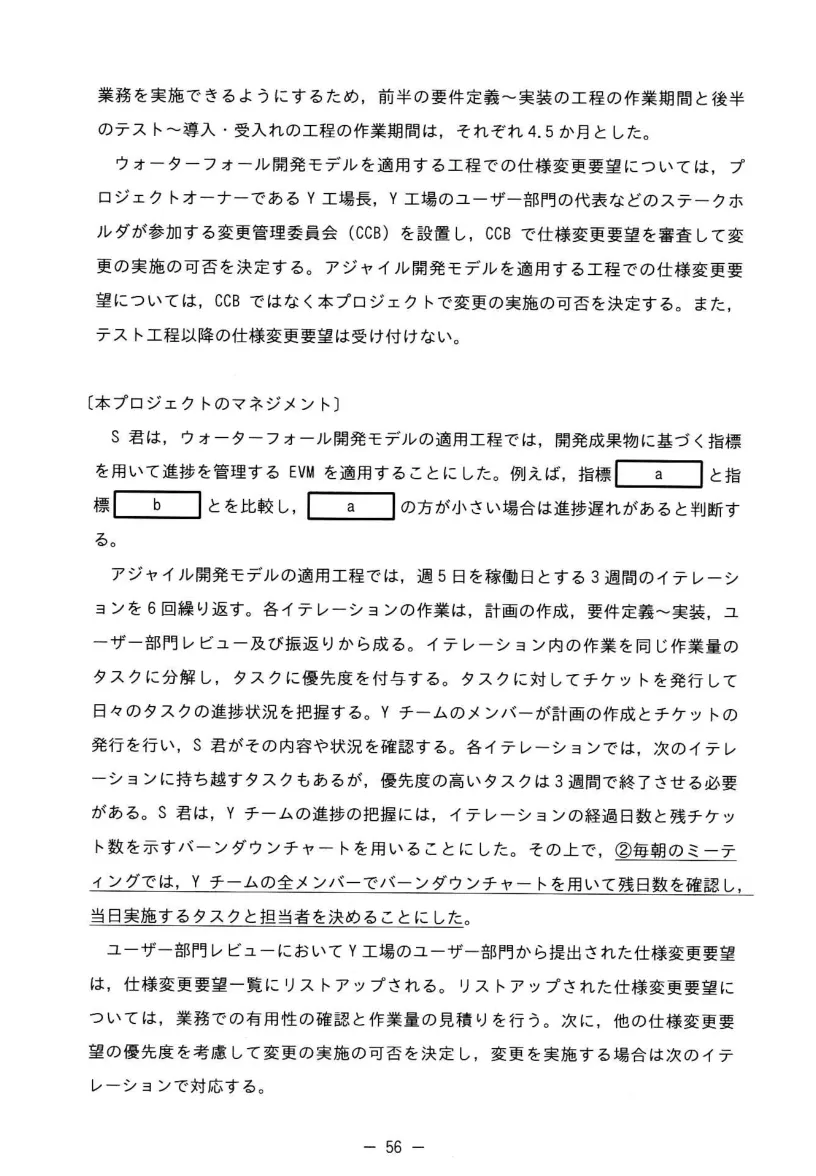 業務を実施できるようにするため，前半の要件定義～実装の工程の作業期間と後半
のテスト～導入・受入れの工程の作業期間は，それぞれ 4.5 か月とした。
ウォーターフォール開発モデルを適用する工程での仕様変更要望については，プ
ロジェクトオーナーである Y 工場長，Y 工場のユーザー部門の代表などのステークホ
ルダが参加する変更管理委員会（CCB）を設置し，CCB で仕様変更要望を審査して変
更の実施の可否を決定する。アジャイル開発モデルを適用する工程での仕様変更要
望については，CCB ではなく本プロジェクトで変更の実施の可否を決定する。また，
テスト工程以降の仕様変更要望は受け付けない。
〔本プロジェクトのマネジメント〕
S 君は，ウォーターフォール開発モデルの適用工程では，開発成果物に基づく指標
を用いて進捗を管理する EVM を適用することにした。例えば，指標 a と指
標 b とを比較し， a の方が小さい場合は進捗遅れがあると判断す
る。
アジャイル開発モデルの適用工程では，週 5 日を稼働日とする 3 週間のイテレーシ
ョンを 6 回繰り返す。各イテレーションの作業は，計画の作成，要件定義～実装，ユ
ーザー部門レビュー及び振返りから成る。イテレーション内の作業を同じ作業量の
タスクに分解し，タスクに優先度を付与する。タスクに対してチケットを発行して
日々のタスクの進捗状況を把握する。Y チームのメンバーが計画の作成とチケットの
発行を行い，S 君がその内容や状況を確認する。各イテレーションでは，次のイテレ
ーションに持ち越すタスクもあるが，優先度の高いタスクは 3 週間で終了させる必要
がある。S 君は，Y チームの進捗の把握には，イテレーションの経過日数と残チケッ
ト数を示すバーンダウンチャートを用いることにした。その上で，②毎朝のミーテ
ィングでは，Y チームの全メンバーでバーンダウンチャートを用いて残日数を確認し，
当日実施するタスクと担当者を決めることにした。
ユーザー部門レビューにおいて Y 工場のユーザー部門から提出された仕様変更要望
は，仕様変更要望一覧にリストアップされる。リストアップされた仕様変更要望に
ついては，業務での有用性の確認と作業量の見積りを行う。次に，他の仕様変更要
望の優先度を考慮して変更の実施の可否を決定し，変更を実施する場合は次のイテ
レーションで対応する。
－ 56 －